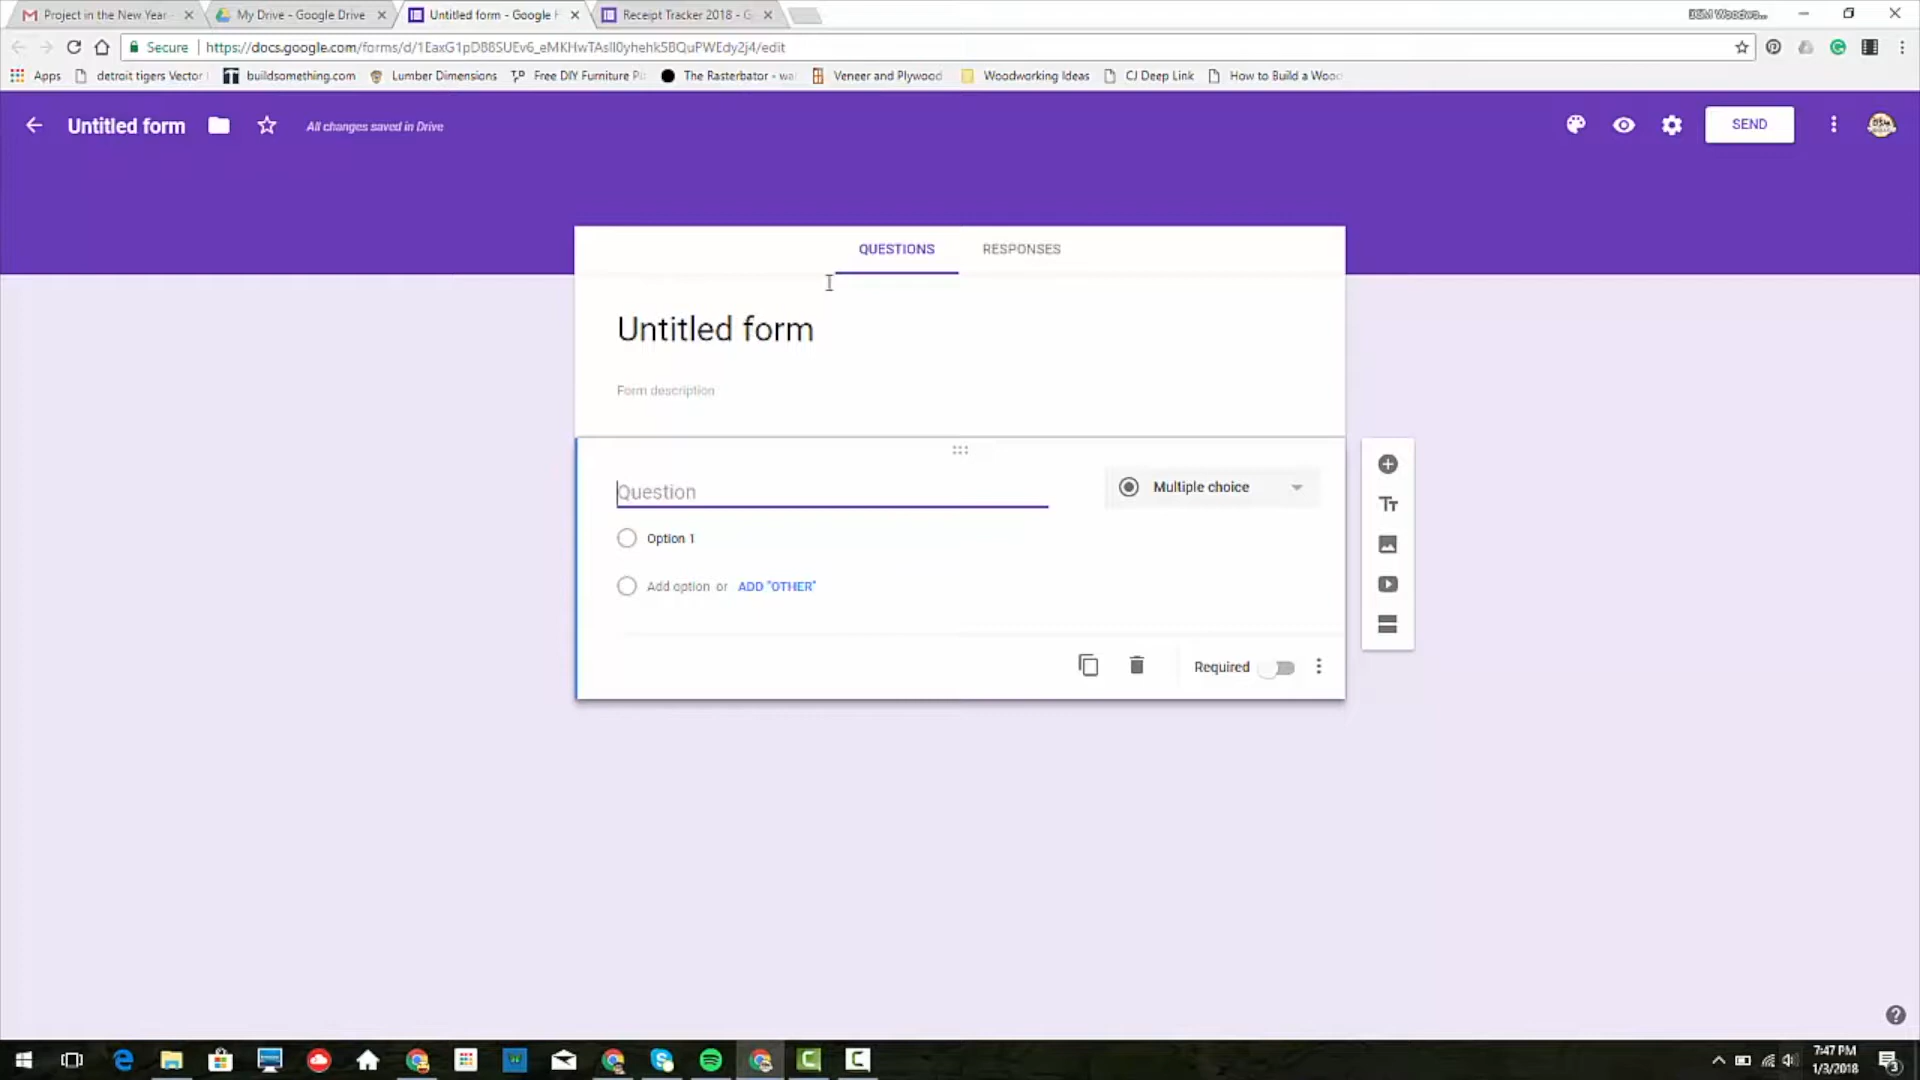 Project in the New Year
My Drive - Google Drive
Untitled form - Google F
Receipt Tracker 2018 - G
Secure
https://docs.google.com/forms/d/1EaxG1pDB8SUEv6_eMKHwTAsll0yhehk5BQuPWEdy2j4/edit
Apps
detroit tigers Vector
buildsomething.com
Lumber Dimensions
Free DIY Furniture Pl
The Rasterbator - wa
Veneer and Plywood
Woodworking Ideas
CJ Deep Link
How to Build a Wood
Untitled form
All changes saved in Drive
SEND
QUESTIONS
RESPONSES
Untitled form
Form description
Question
Multiple choice
Option 1
Add option or ADD "OTHER"
Required
7:47 PM
1/3/2018
3